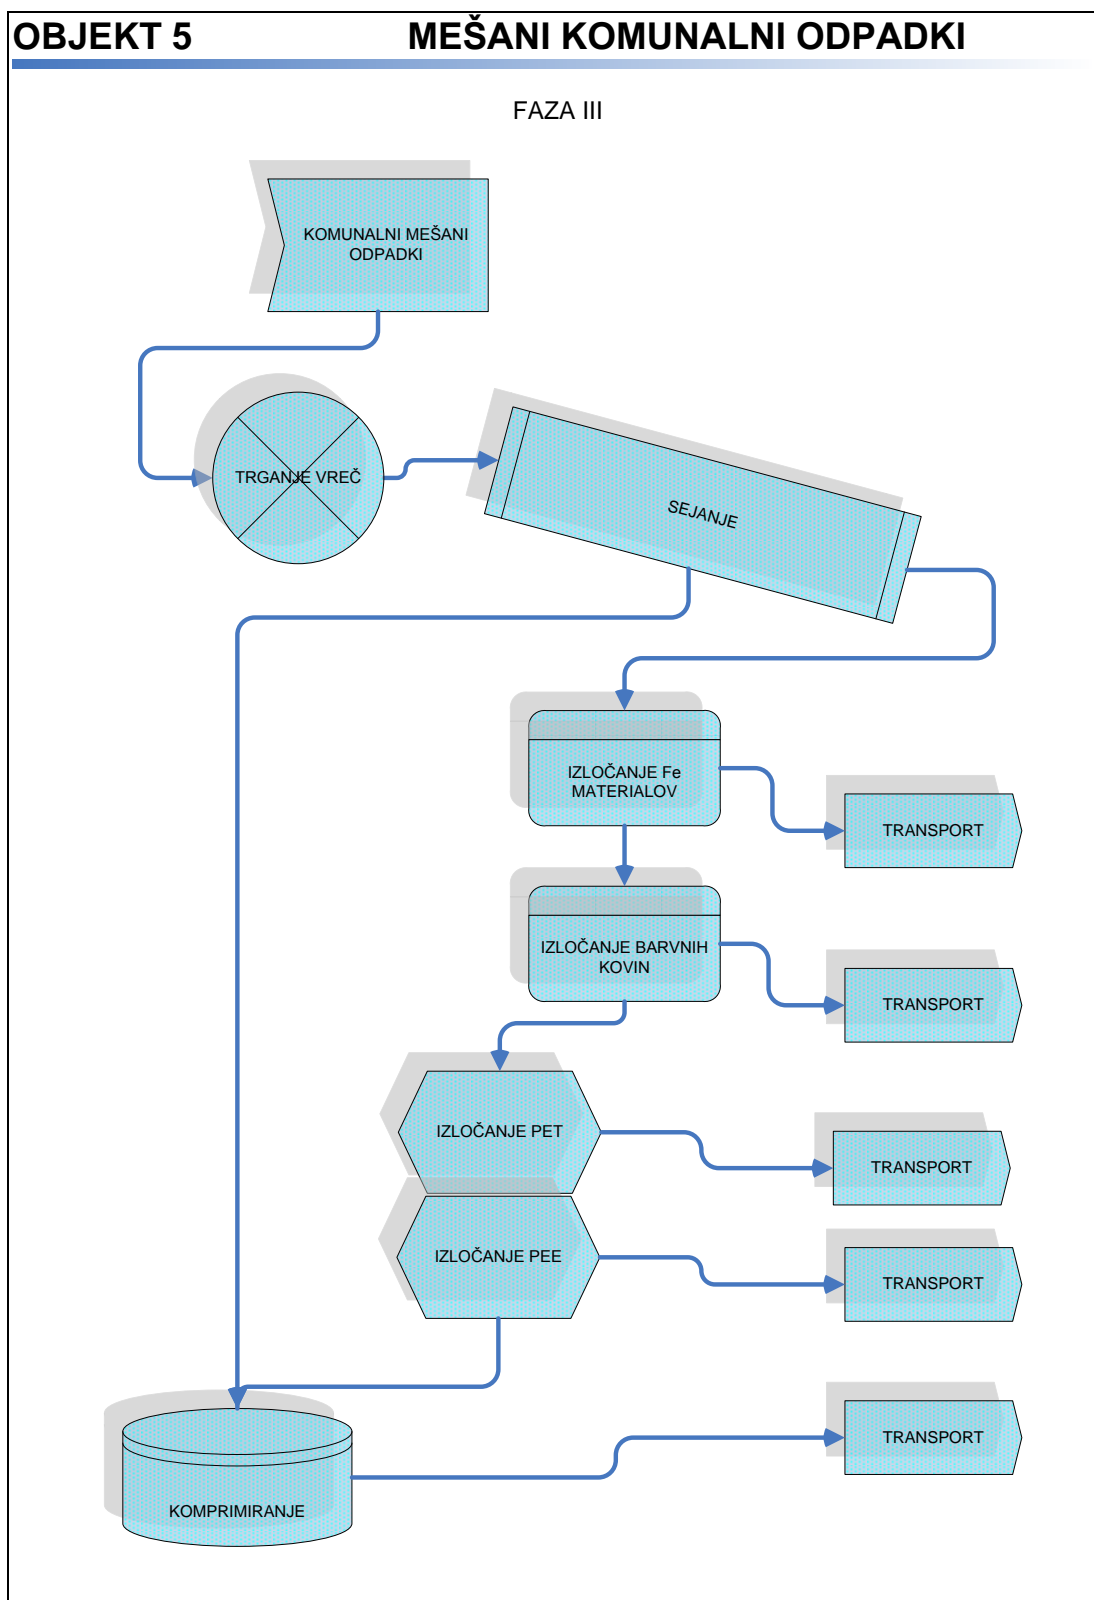 OBJEKT 5 MEŠANI KOMUNALNI ODPADKI
FAZA III
KOMUNALNI MEŠANI
ODPADKI
TRGANJE VREČ
SEJANJE
IZLOČANJE Fe
MATERIALOV
TRANSPORT
IZLOČANJE BARVNIH
KOVIN
TRANSPORT
IZLOČANJE PET
TRANSPORT
IZLOČANJE PEE
TRANSPORT
TRANSPORT
KOMPRIMIRANJE